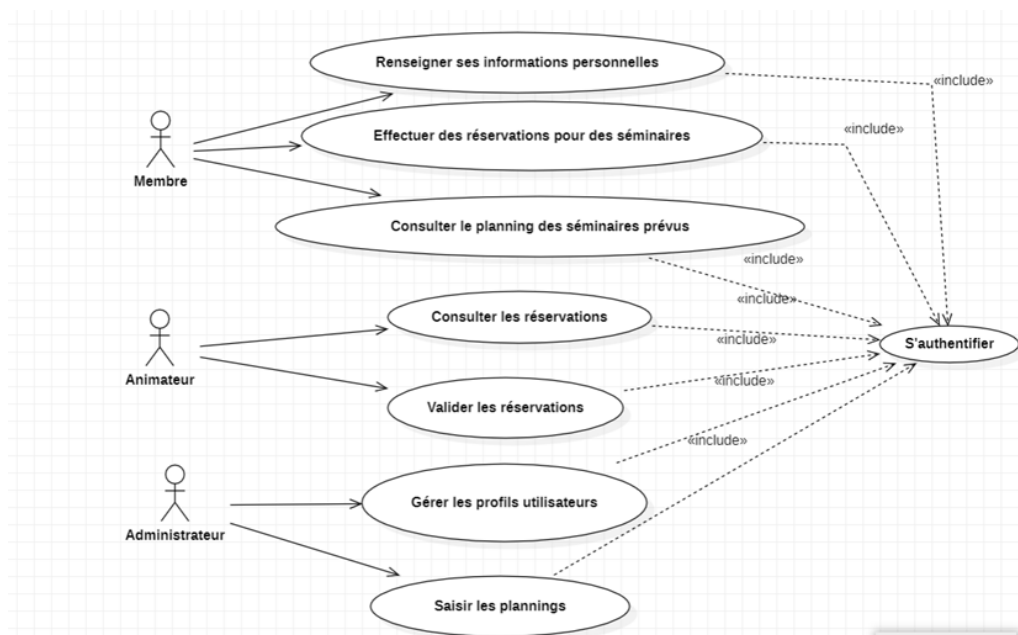 Renseigner ses informations personnelles
«include»
Effectuer des réservations pour des séminaires
«include»
Membre
Consulter le planning des séminaires prévus
«include»
«include»
Consulter les réservations
«include»
S'authentifier
Animateur
«include»
Valider les réservations
«include»
Gérer les profils utilisateurs
Administrateur
Saisir les plannings